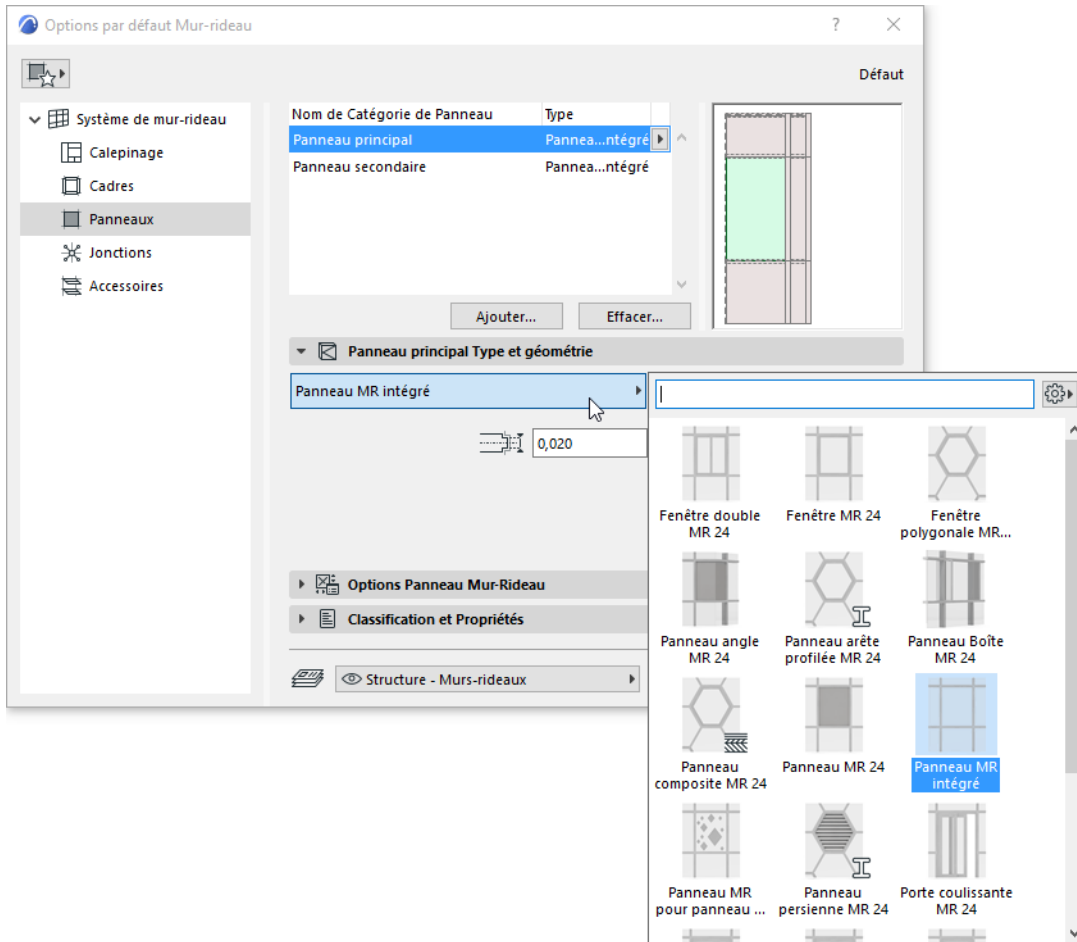 Options par défaut Mur-rideau
?
Défaut
Système de mur-rideau
Calepinage
Cadres
Panneaux
Jonctions
Accessoires
Nom de Catégorie de Panneau Type
Panneau principal Pannea...ntégré
Panneau secondaire Pannea...ntégré
Ajouter... Effacer...
Panneau principal Type et géométrie
Panneau MR intégré
0,020
Options Panneau Mur-Rideau
Classification et Propriétés
Structure - Murs-rideaux
Fenêtre double
MR 24
Fenêtre MR 24
Fenêtre
polygonale MR...
Panneau angle
MR 24
Panneau arête
profilée MR 24
Panneau Boîte
MR 24
Panneau
composite MR 24
Panneau MR 24
Panneau MR
intégré
Panneau MR
pour panneau ...
Panneau
persienne MR 24
Porte coulissante
MR 24